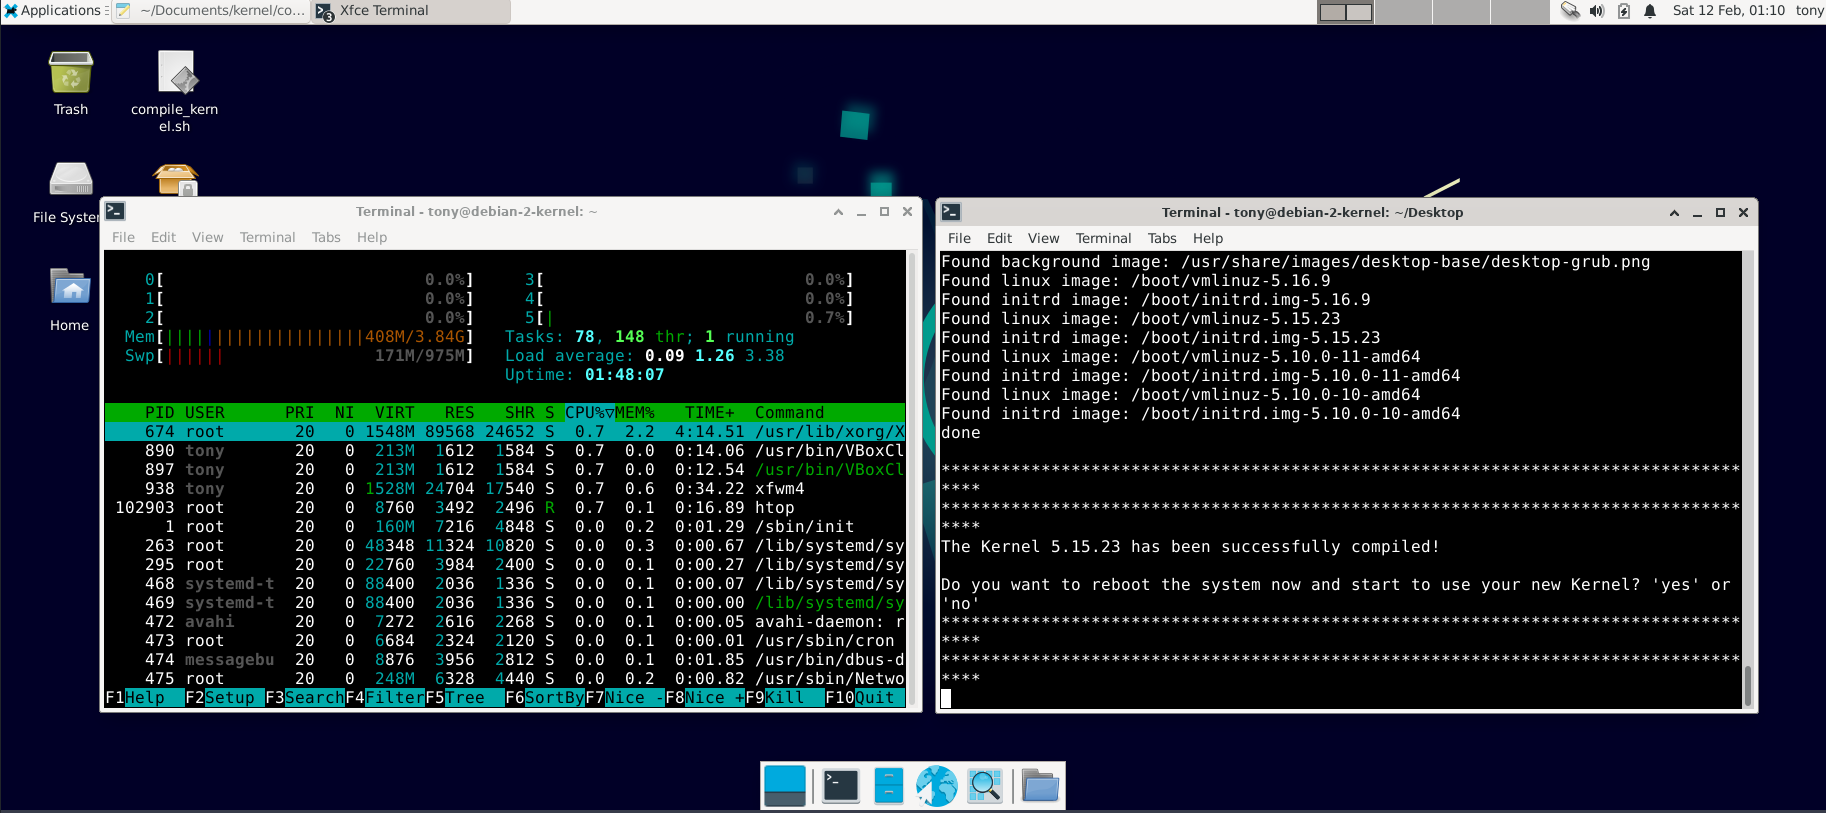 Applications
~/Documents/kernel/co...
3
Xfce Terminal
Sat 12 Feb, 01:10
tony
Trash
compile_kern
el.sh
File Syster
Home
Terminal - tony@debian-2-kernel: ~
File Edit View Terminal Tabs Help
0[ 0.0%] 3[ 0.0%]
1[ 0.0%] 4[ 0.0%]
2[ 0.0%] 5[| 0.7%]
Mem[||||||||||||||||||||408M/3.84G] Tasks: 78, 148 thr; 1 running
Swp[|||||| 171M/975M] Load average: 0.09 1.26 3.38
Uptime: 01:48:07
PID USER PRI NI VIRT RES SHR S CPU%▽MEM% TIME+ Command
674 root 20 0 1548M 89568 24652 S 0.7 2.2 4:14.51 /usr/lib/xorg/X
890 tony 20 0 213M 1612 1584 S 0.7 0.0 0:14.06 /usr/bin/VBoxCl
897 tony 20 0 213M 1612 1584 S 0.7 0.0 0:12.54 /usr/bin/VBoxCl
938 tony 20 0 1528M 24704 17540 S 0.7 0.6 0:34.22 xfwm4
102903 root 20 0 8760 3492 2496 R 0.7 0.1 0:16.89 htop
1 root 20 0 160M 7216 4848 S 0.0 0.2 0:01.29 /sbin/init
263 root 20 0 48348 11324 10820 S 0.0 0.3 0:00.67 /lib/systemd/sy
295 root 20 0 22760 3984 2400 S 0.0 0.1 0:00.27 /lib/systemd/sy
468 systemd-t 20 0 88400 2036 1336 S 0.0 0.1 0:00.07 /lib/systemd/sy
469 systemd-t 20 0 88400 2036 1336 S 0.0 0.1 0:00.00 /lib/systemd/sy
472 avahi 20 0 7272 2616 2268 S 0.0 0.1 0:00.05 avahi-daemon: r
473 root 20 0 6684 2324 2120 S 0.0 0.1 0:00.01 /usr/sbin/cron
474 messagebu 20 0 8876 3956 2812 S 0.0 0.1 0:01.85 /usr/bin/dbus-d
475 root 20 0 248M 6328 4440 S 0.0 0.2 0:00.82 /usr/sbin/Netwo
F1Help F2Setup F3SearchF4FilterF5Tree F6SortByF7Nice -F8Nice +F9Kill F10Quit
Terminal - tony@debian-2-kernel: ~/Desktop
File Edit View Terminal Tabs Help
Found background image: /usr/share/images/desktop-base/desktop-grub.png
Found linux image: /boot/vmlinuz-5.16.9
Found initrd image: /boot/initrd.img-5.16.9
Found linux image: /boot/vmlinuz-5.15.23
Found initrd image: /boot/initrd.img-5.15.23
Found linux image: /boot/vmlinuz-5.10.0-11-amd64
Found initrd image: /boot/initrd.img-5.10.0-11-amd64
Found linux image: /boot/vmlinuz-5.10.0-10-amd64
Found initrd image: /boot/initrd.img-5.10.0-10-amd64
done
********************************************************************************
****
********************************************************************************
****
The Kernel 5.15.23 has been successfully compiled!
Do you want to reboot the system now and start to use your new Kernel? 'yes' or
'no'
********************************************************************************
****
********************************************************************************
****